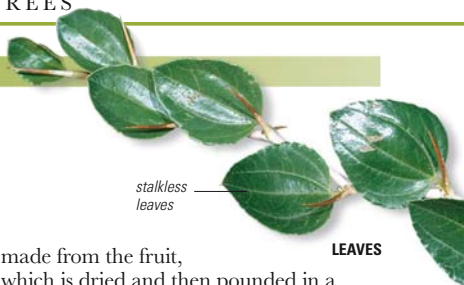 REES
stalkless
leaves
LEAVES
made from the fruit,
which is dried and then pounded in a